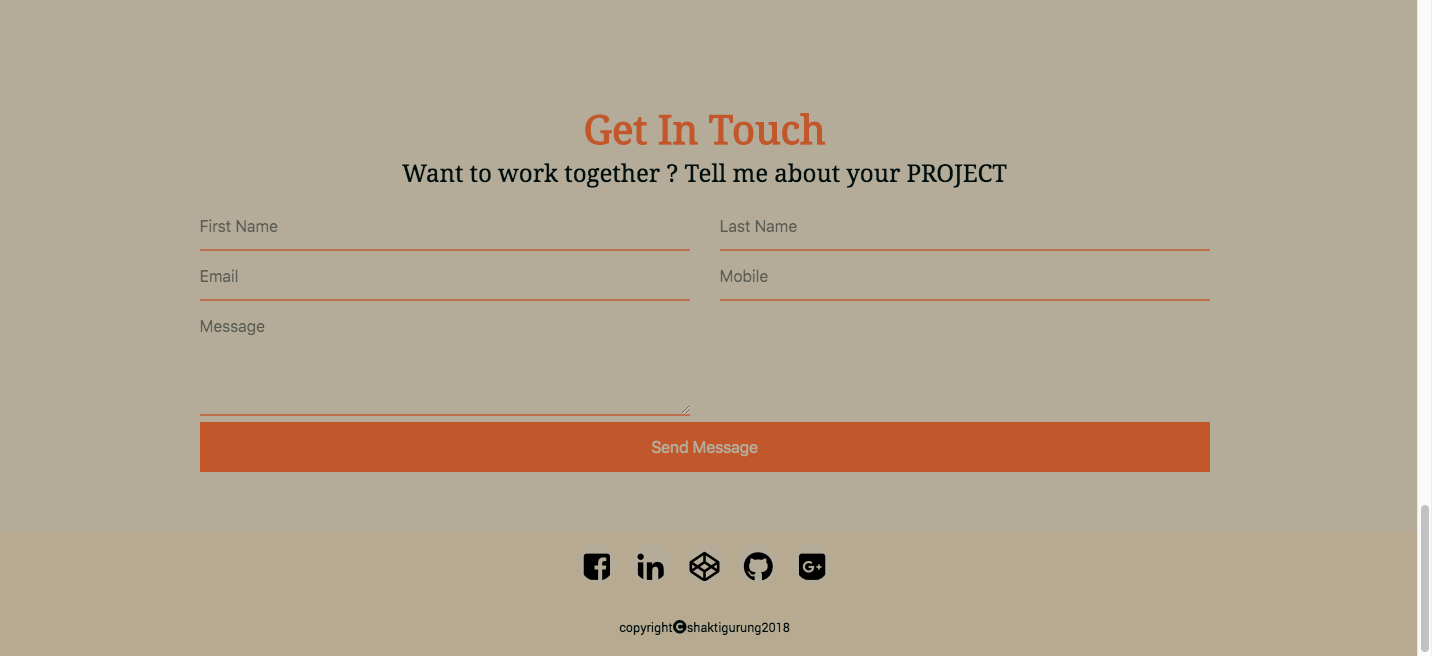 Get In Touch
Want to work together ? Tell me about your PROJECT
First Name
Last Name
Email
Mobile
Message
Send Message
copyright©shaktigurung2018